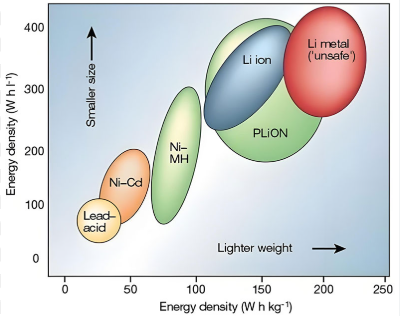 400
300
200
100
0
Energy density (W h l⁻¹)
Smaller size
Li ion
Li metal
('unsafe')
PLiON
Ni–
MH
Ni–Cd
Lead–
acid
Lighter weight
0
50
100
150
200
250
Energy density (W h kg⁻¹)